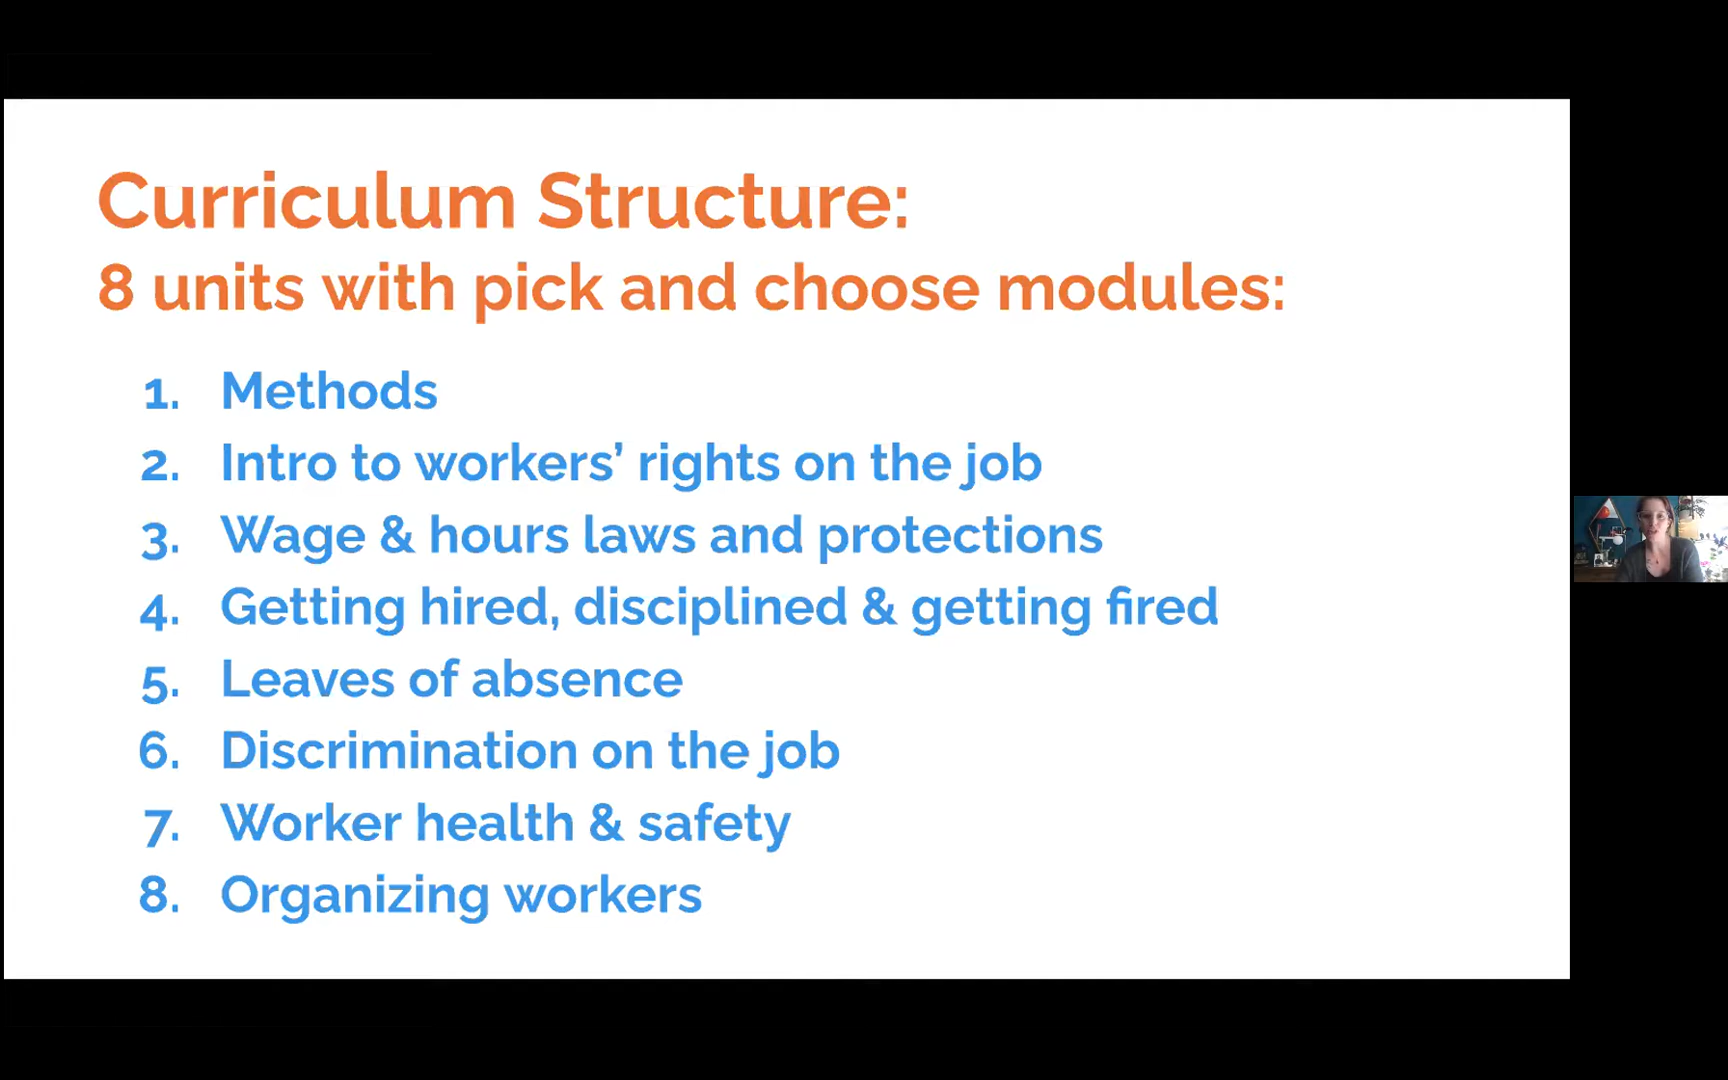 Curriculum Structure:
8 units with pick and choose modules:
1. Methods
2. Intro to workers’ rights on the job
3. Wage & hours laws and protections
4. Getting hired, disciplined & getting fired
5. Leaves of absence
6. Discrimination on the job
7. Worker health & safety
8. Organizing workers